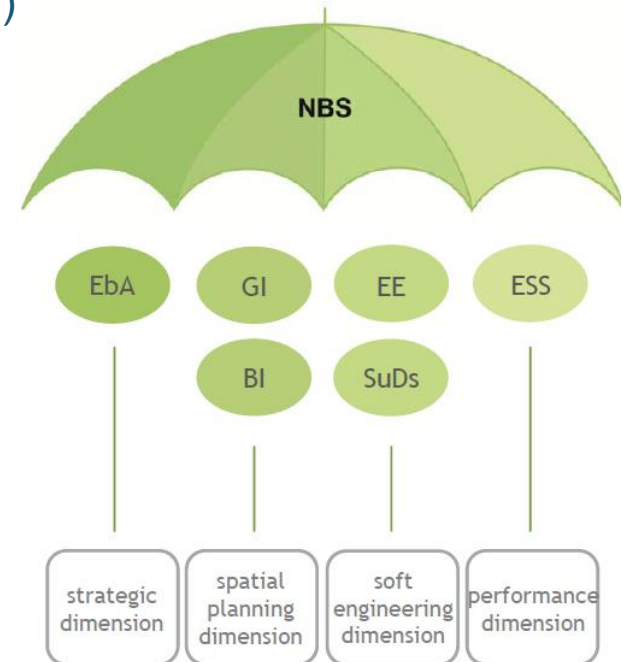 )
NBS
EbA
GI
EE
ESS
BI
SuDs
strategic
dimension
spatial
planning
dimension
soft
engineering
dimension
performance
dimension